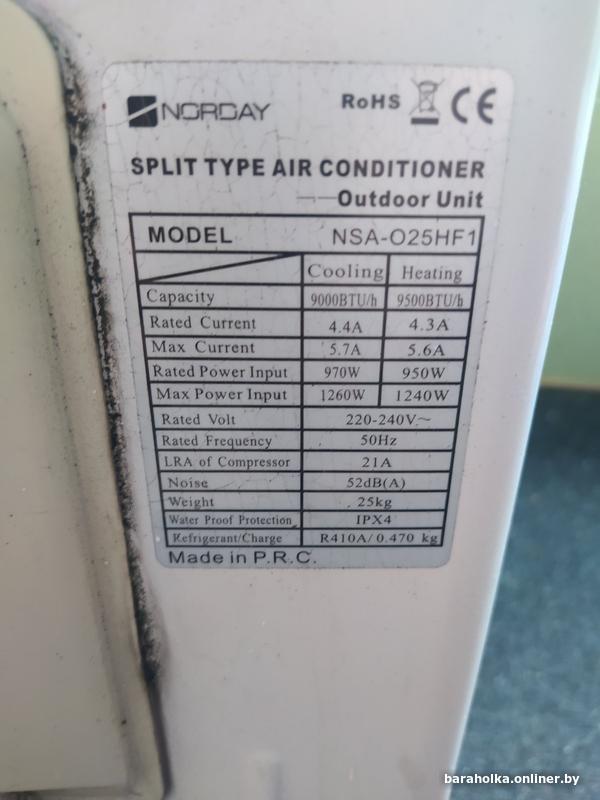 NORDAY RoHS CE
SPLIT TYPE AIR CONDITIONER
Outdoor Unit
MODEL NSA-O25HF1
Cooling Heating
Capacity 9000BTU/h 9500BTU/h
Rated Current 4.4A 4.3A
Max Current 5.7A 5.6A
Rated Power Input 970W 950W
Max Power Input 1260W 1240W
Rated Volt 220-240V~
Rated Frequency 50Hz
LRA of Compressor 21A
Noise 52dB(A)
Weight 25kg
Water Proof Protection IPX4
Refrigerant/Charge R410A/0.470 kg
Made in P.R.C.
baraholka.onliner.by